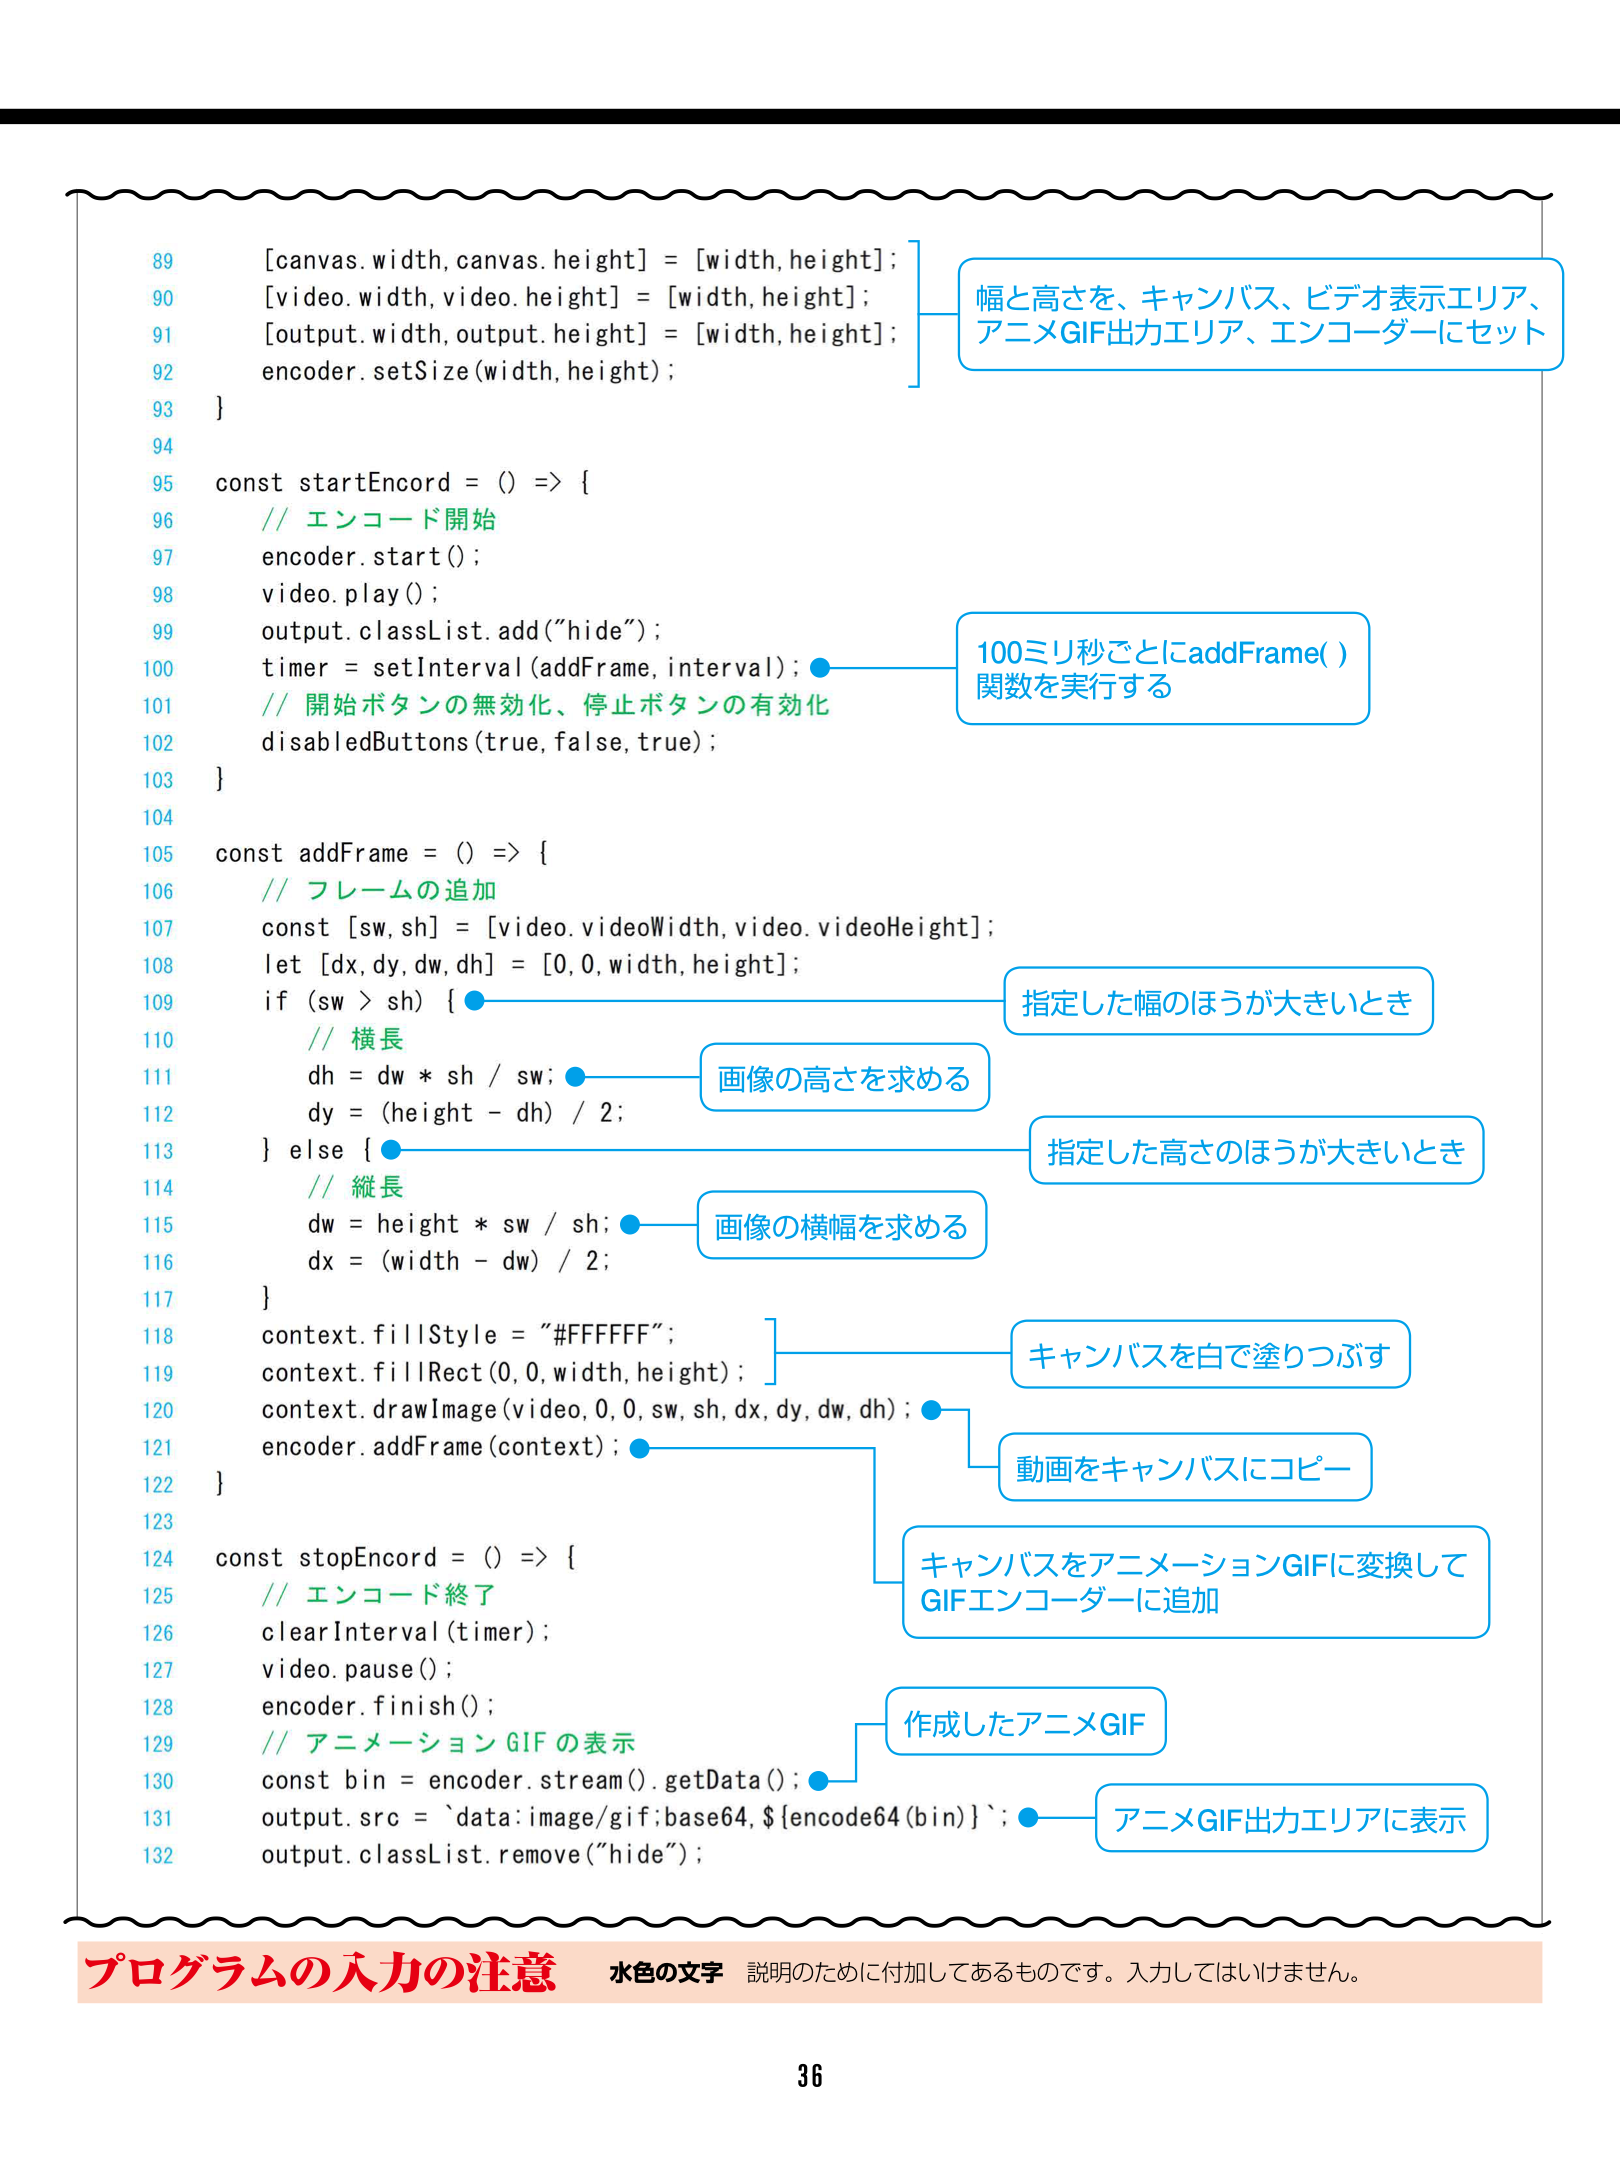 89 [canvas.width,canvas.height] = [width,height];
90 [video.width,video.height] = [width,height];
91 [output.width,output.height] = [width,height];
92 encoder.setSize(width,height);
幅と高さを、キャンバス、ビデオ表示エリア、
アニメGIF出力エリア、エンコーダーにセット
93 }
94
95 const startEncord = () => {
96 // エンコード開始
97 encoder.start();
98 video.play();
99 output.classList.add("hide");
100 timer = setInterval(addFrame,interval);
100ミリ秒ごとにaddFrame( )
関数を実行する
101 // 開始ボタンの無効化、停止ボタンの有効化
102 disabledButtons(true,false,true);
103 }
104
105 const addFrame = () => {
106 // フレームの追加
107 const [sw,sh] = [video.videoWidth,video.videoHeight];
108 let [dx,dy,dw,dh] = [0,0,width,height];
109 if (sw > sh) {
指定した幅のほうが大きいとき
110 // 横長
111 dh = dw * sh / sw;
画像の高さを求める
112 dy = (height - dh) / 2;
113 } else {
指定した高さのほうが大きいとき
114 // 縦長
115 dw = height * sw / sh;
画像の横幅を求める
116 dx = (width - dw) / 2;
117 }
118 context.fillStyle = "#FFFFFF";
119 context.fillRect(0,0,width,height);
キャンバスを白で塗りつぶす
120 context.drawImage(video,0,0,sw,sh,dx,dy,dw,dh);
動画をキャンバスにコピー
121 encoder.addFrame(context);
キャンバスをアニメーションGIFに変換して
GIFエンコーダーに追加
122 }
123
124 const stopEncord = () => {
125 // エンコード終了
126 clearInterval(timer);
127 video.pause();
128 encoder.finish();
129 // アニメーションGIFの表示
130 const bin = encoder.stream().getData();
作成したアニメGIF
131 output.src = `data:image/gif;base64,${encode64(bin)}`;
アニメGIF出力エリアに表示
132 output.classList.remove("hide");
プログラムの入力の注意 水色の文字 説明のために付加してあるものです。入力してはいけません。
36